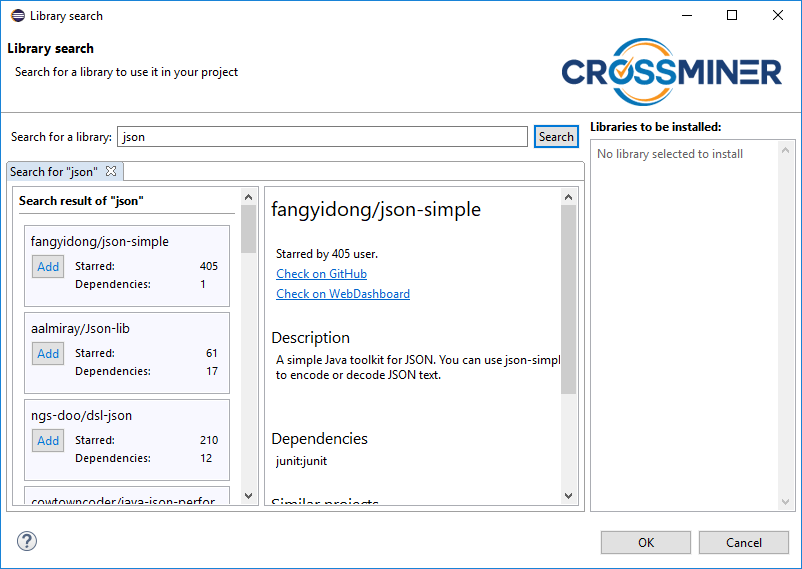 Library search
Library search
Search for a library to use it in your project
CROSSMINER
Search for a library:
json
Search
Libraries to be installed:
No library selected to install
Search for "json"
Search result of "json"
fangyidong/json-simple
Add
Starred: 405
Dependencies: 1
aalmiray/Json-lib
Add
Starred: 61
Dependencies: 17
ngs-doo/dsl-json
Add
Starred: 210
Dependencies: 12
cowtowncoder/java-json-perfor
fangyidong/json-simple
Starred by 405 user.
Check on GitHub
Check on WebDashboard
Description
A simple Java toolkit for JSON. You can use json-simpl
to encode or decode JSON text.
Dependencies
junit:junit
Similar projects
?
OK
Cancel